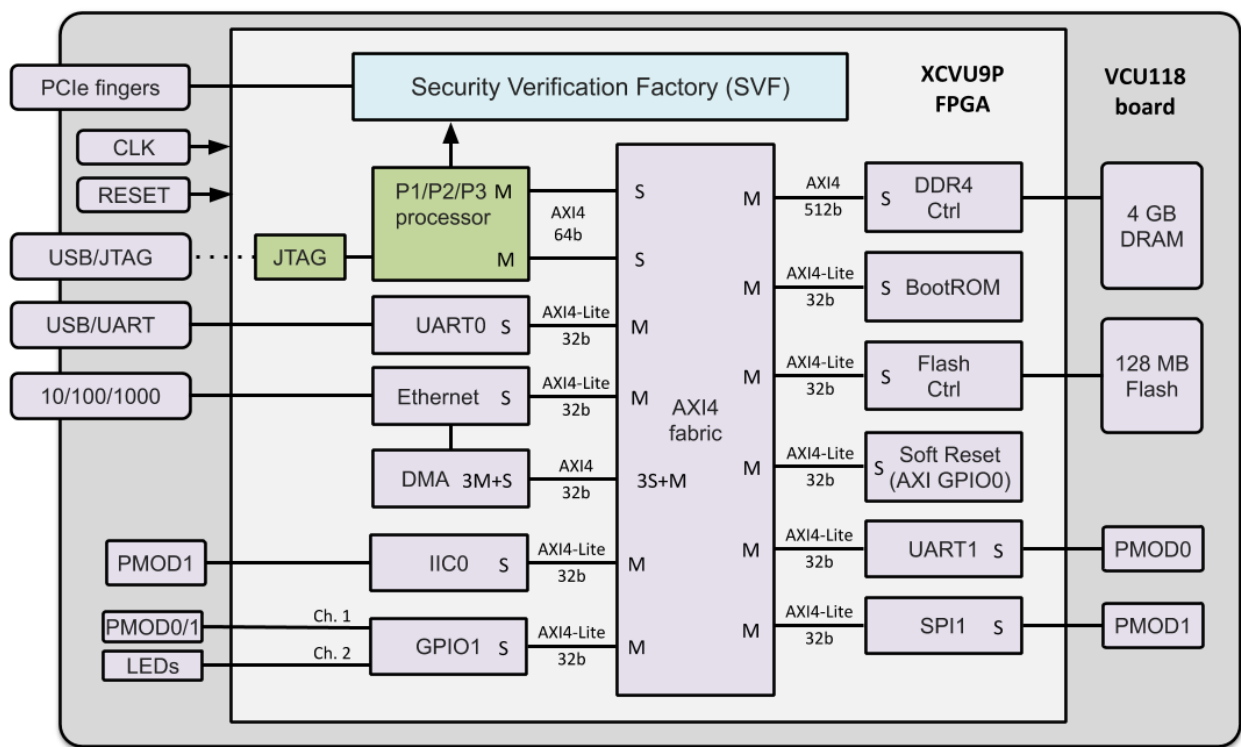 PCIe fingers
Security Verification Factory (SVF)
XCVU9P
FPGA
VCU118
board
CLK
RESET
P1/P2/P3 M
processor
M
AXI4
64b
S
S
USB/JTAG
JTAG
USB/UART
UART0 S
AXI4-Lite
32b
M
10/100/1000
Ethernet S
AXI4-Lite
32b
M
DMA 3M+S
AXI4
32b
3S+M
PMOD1
IIC0 S
AXI4-Lite
32b
M
PMOD0/1
Ch. 1
LEDs
Ch. 2
GPIO1 S
AXI4-Lite
32b
M
AXI4
fabric
M
AXI4
512b
S DDR4
Ctrl
4 GB
DRAM
M
AXI4-Lite
32b
S BootROM
M
AXI4-Lite
32b
S Flash
Ctrl
128 MB
Flash
M
AXI4-Lite
32b
S Soft Reset
(AXI GPIO0)
M
AXI4-Lite
32b
UART1 S
PMOD0
M
AXI4-Lite
32b
SPI1 S
PMOD1